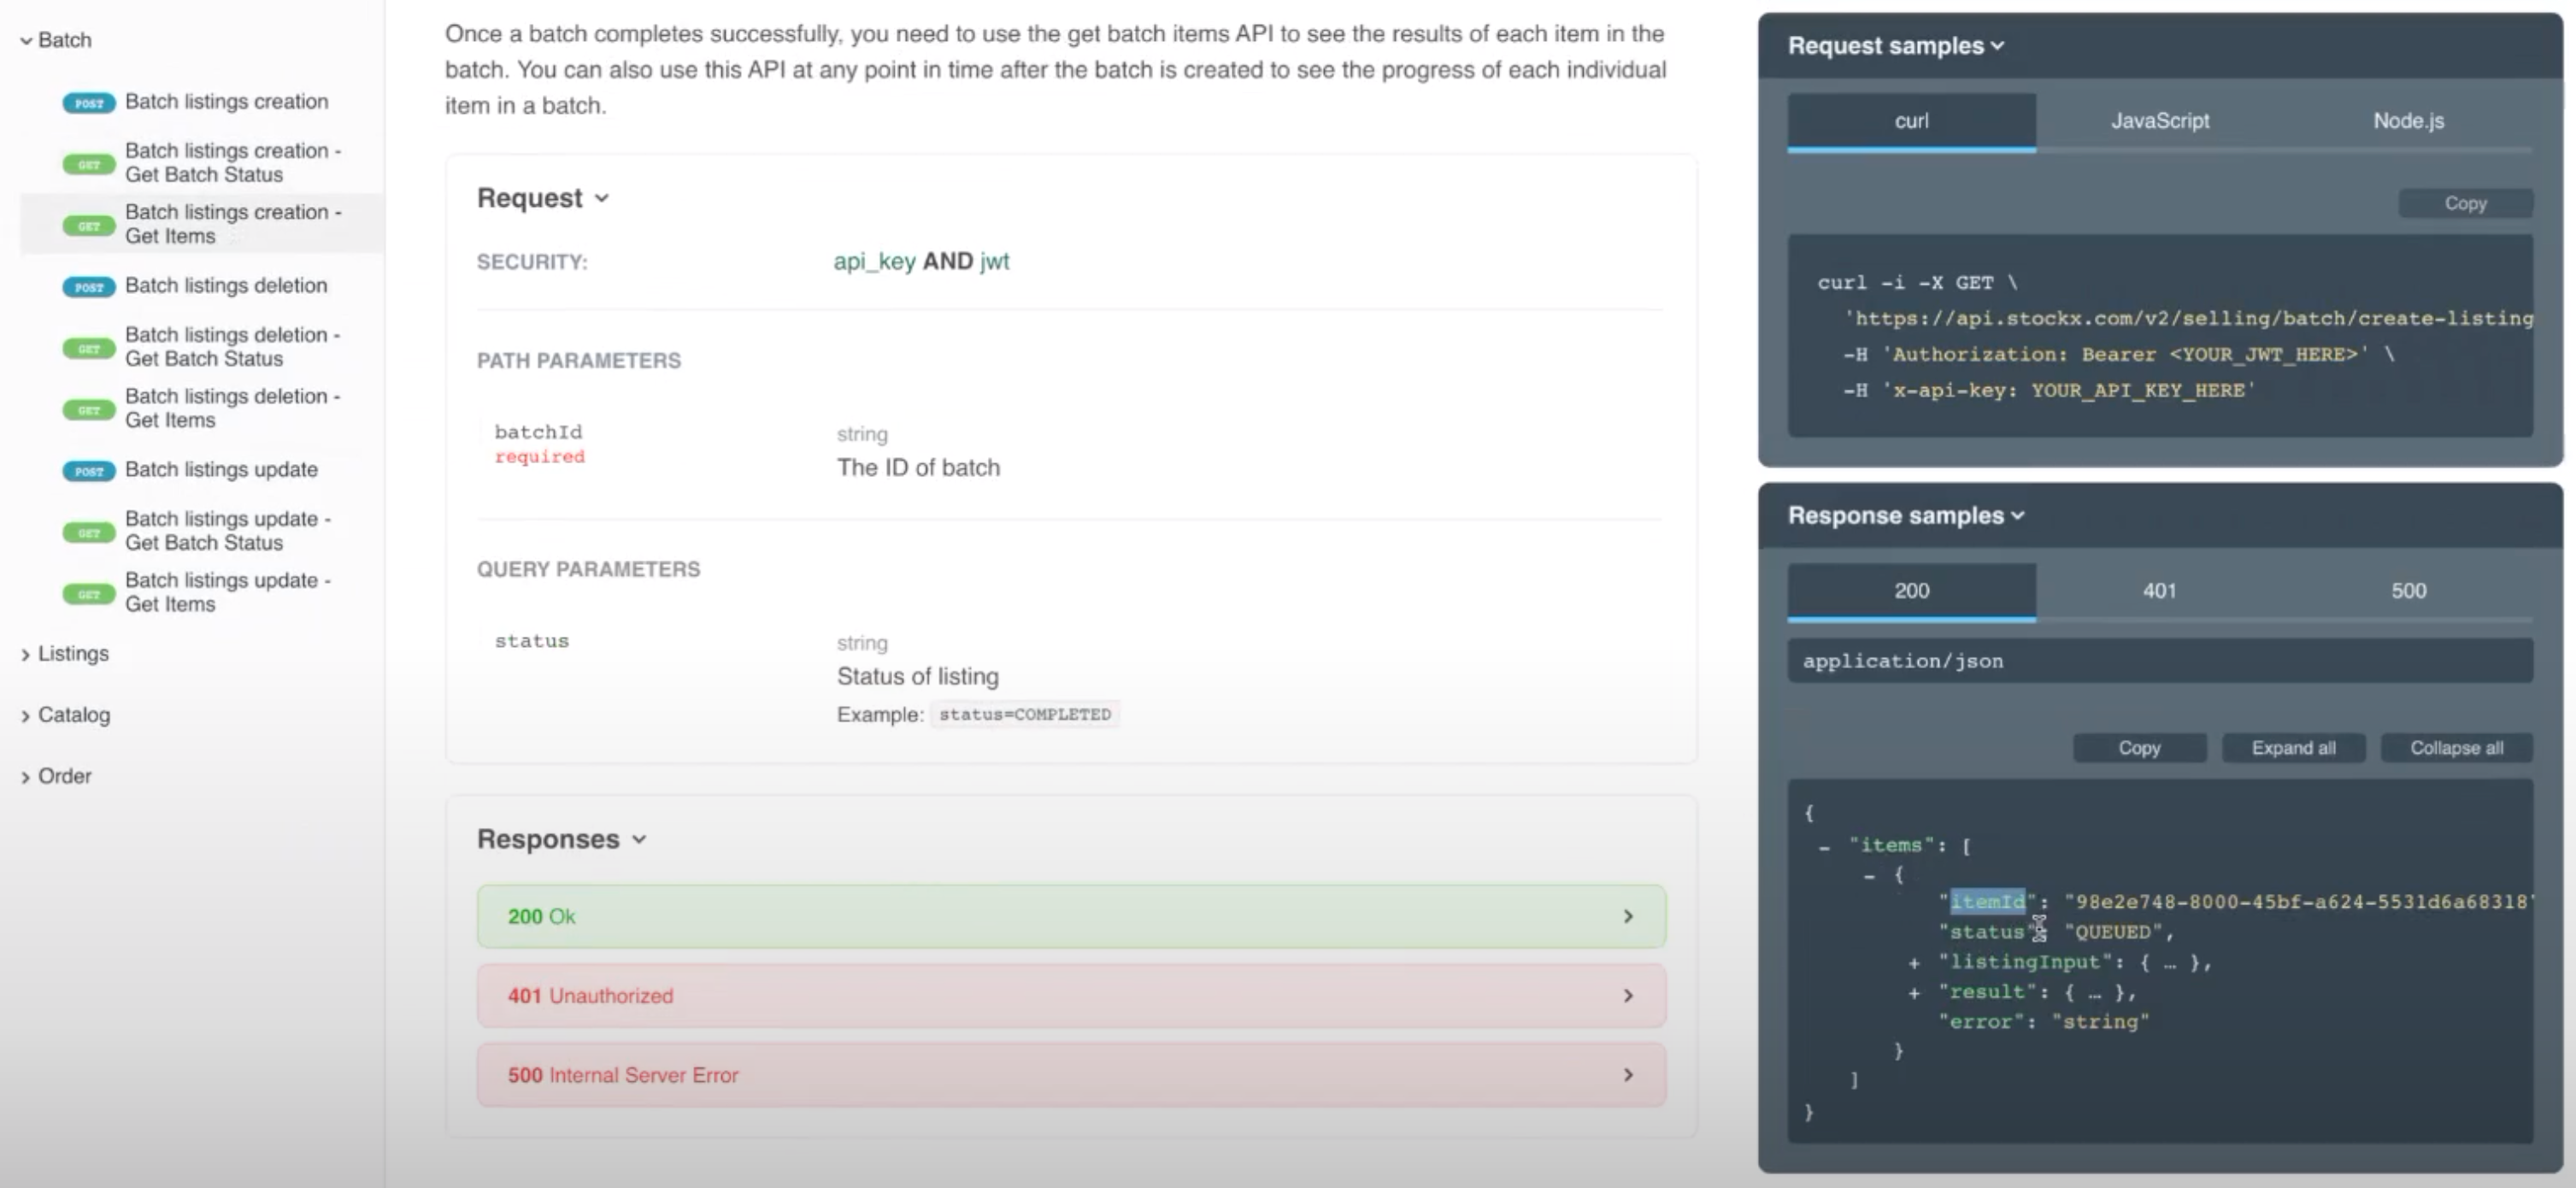 Batch
POST Batch listings creation
GET Batch listings creation -
Get Batch Status
GET Batch listings creation -
Get Items
POST Batch listings deletion
GET Batch listings deletion -
Get Batch Status
GET Batch listings deletion -
Get Items
POST Batch listings update
GET Batch listings update -
Get Batch Status
GET Batch listings update -
Get Items
Listings
Catalog
Order
Once a batch completes successfully, you need to use the get batch items API to see the results of each item in the
batch. You can also use this API at any point in time after the batch is created to see the progress of each individual
item in a batch.
Request
SECURITY: api_key AND jwt
PATH PARAMETERS
batchId string
required The ID of batch
QUERY PARAMETERS
status string
Status of listing
Example: status=COMPLETED
Responses
200 Ok
401 Unauthorized
500 Internal Server Error
Request samples
curl JavaScript Node.js
Copy
curl -i -X GET \
'https://api.stockx.com/v2/selling/batch/create-listing
-H 'Authorization: Bearer <YOUR_JWT_HERE>' \
-H 'x-api-key: YOUR_API_KEY_HERE'
Response samples
200 401 500
application/json
Copy Expand all Collapse all
{
- "items": [
- {
"itemId": "98e2e748-8000-45bf-a624-5531d6a68318"
"status": "QUEUED",
+ "listingInput": { … },
+ "result": { … },
"error": "string"
}
]
}